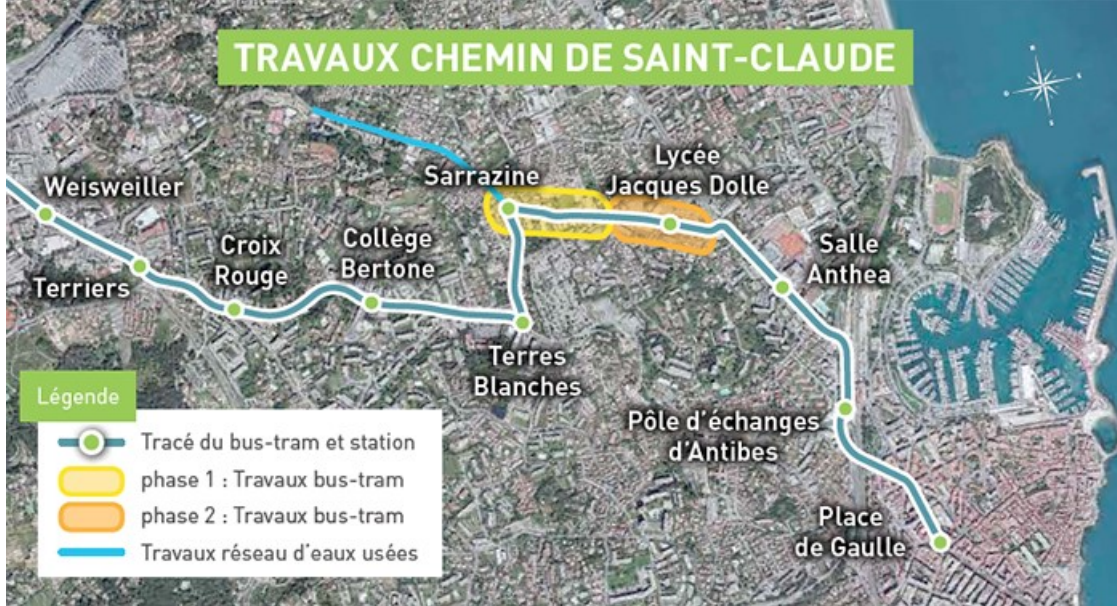 TRAVAUX CHEMIN DE SAINT-CLAUDE
Weisweiller
Terriers
Croix
Rouge
Collège
Bertone
Sarrazine
Lycée
Jacques Dolle
Salle
Anthea
Terres
Blanches
Pôle d'échanges
d'Antibes
Place
de Gaulle
Légende
Tracé du bus-tram et station
phase 1 : Travaux bus-tram
phase 2 : Travaux bus-tram
Travaux réseau d'eaux usées